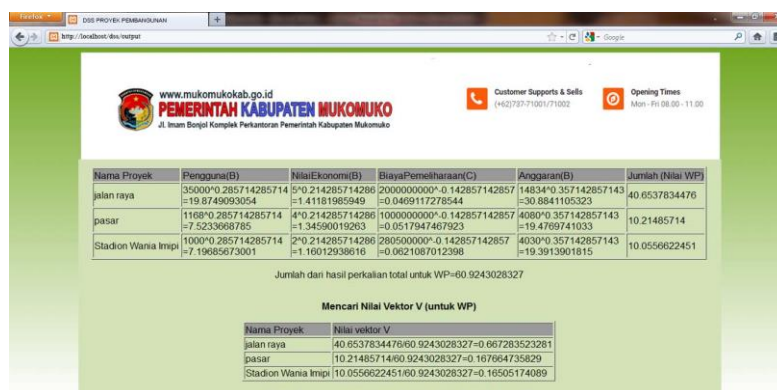 Firefox
DSS PROYEK PEMBANGUNAN
http://localhost/dss/output
Google
www.mukomukokab.go.id
PEMERINTAH KABUPATEN MUKOMUKO
Jl. Imam Bonjol Komplek Perkantoran Pemerintah Kabupaten Mukomuko
Customer Supports & Sells
(+62)737-71001/71002
Opening Times
Mon - Fri 08.00 - 11.00
Nama Proyek Pengguna(B) NilaiEkonomi(B) BiayaPemeliharaan(C) Anggaran(B) Jumlah (Nilai WP)
jalan raya 35000^0.285714285714 =19.8749093054 5^0.214285714286 =1.41181985949 2000000000^-0.142857142857 =0.0469117278544 14834^0.357142857143 =30.8841105323 40.6537834476
pasar 1168^0.285714285714 =7.5233668785 4^0.214285714286 =1.34590019263 1000000000^-0.142857142857 =0.0517947467923 4080^0.357142857143 =19.4769741033 10.21485714
Stadion Wania Imipi 1000^0.285714285714 =7.19685673001 2^0.214285714286 =1.16012938616 280500000^-0.142857142857 =0.0621087012398 4030^0.357142857143 =19.3913901815 10.0556622451
Jumlah dari hasil perkalian total untuk WP=60.9243028327
Mencari Nilai Vektor V (untuk WP)
Nama Proyek Nilai vektor V
jalan raya 40.6537834476/60.9243028327=0.667283523281
pasar 10.21485714/60.9243028327=0.167664735829
Stadion Wania Imipi 10.0556622451/60.9243028327=0.16505174089